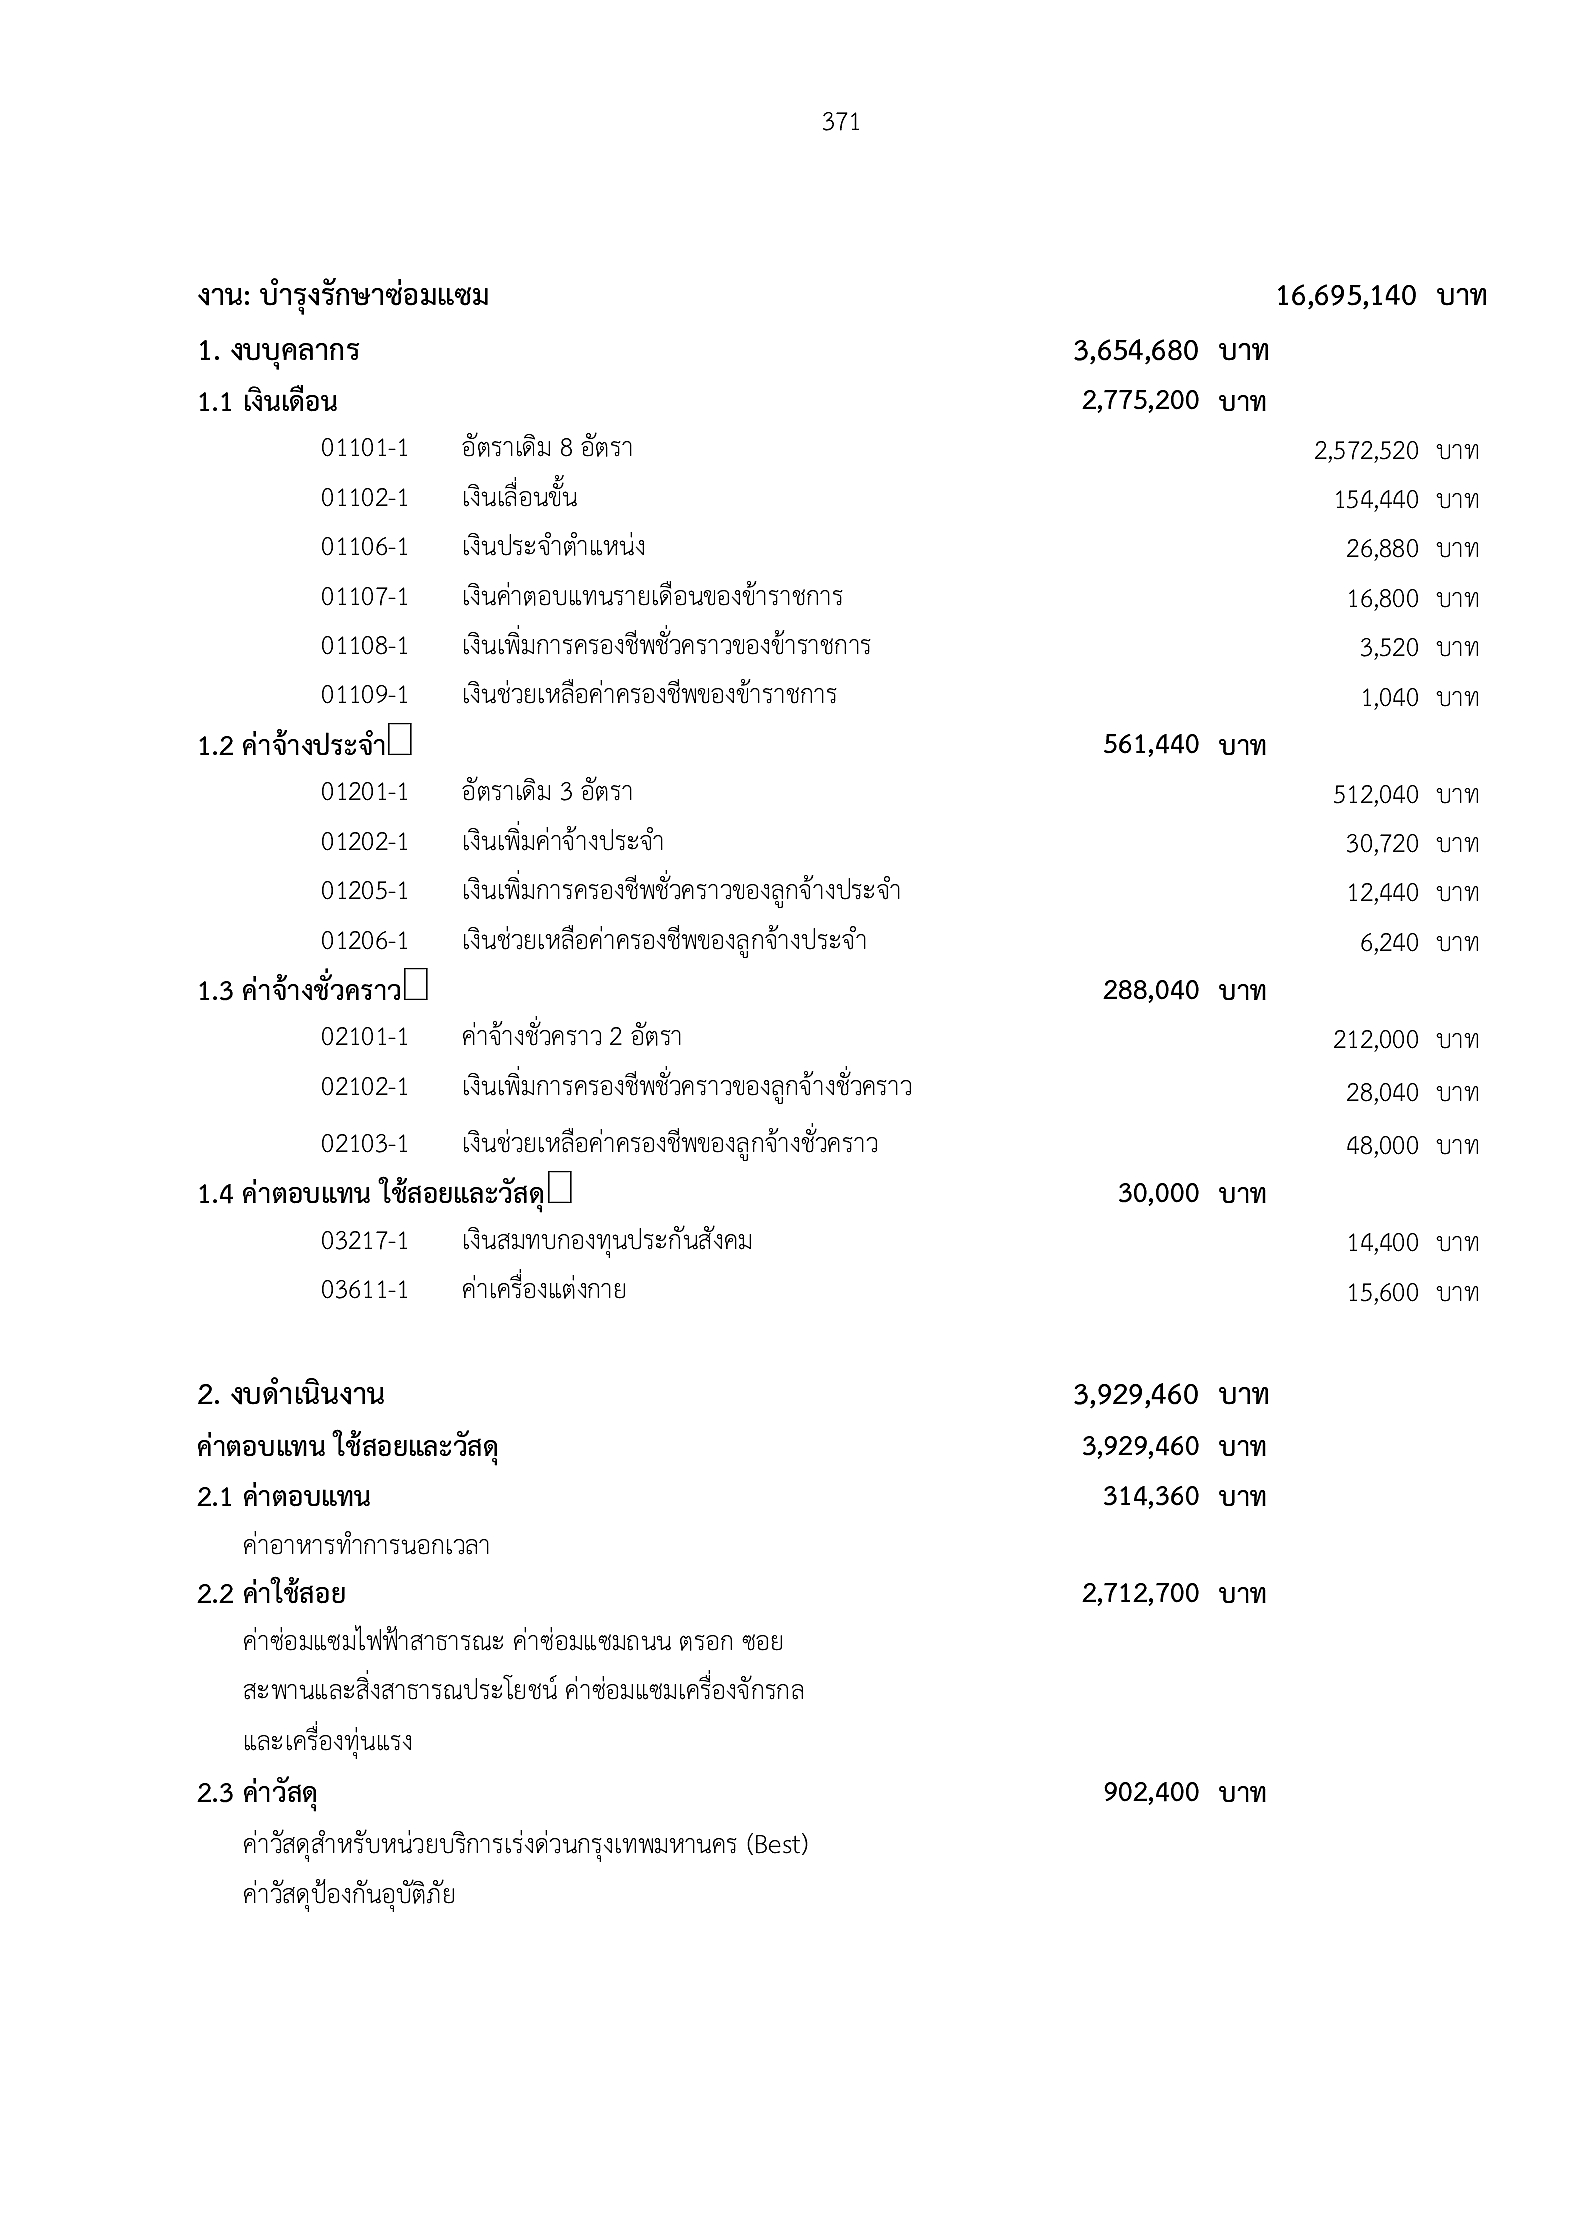 371
งาน: บำรุงรักษาซ่อมแซม 16,695,140 บาท
1. งบบุคลากร 3,654,680 บาท
1.1 เงินเดือน 2,775,200 บาท
01101-1 อัตราเดิม 8 อัตรา 2,572,520 บาท
01102-1 เงินเลื่อนขั้น 154,440 บาท
01106-1 เงินประจำตำแหน่ง 26,880 บาท
01107-1 เงินค่าตอบแทนรายเดือนของข้าราชการ 16,800 บาท
01108-1 เงินเพิ่มการครองชีพชั่วคราวของข้าราชการ 3,520 บาท
01109-1 เงินช่วยเหลือค่าครองชีพของข้าราชการ 1,040 บาท
1.2 ค่าจ้างประจำ 561,440 บาท
01201-1 อัตราเดิม 3 อัตรา 512,040 บาท
01202-1 เงินเพิ่มค่าจ้างประจำ 30,720 บาท
01205-1 เงินเพิ่มการครองชีพชั่วคราวของลูกจ้างประจำ 12,440 บาท
01206-1 เงินช่วยเหลือค่าครองชีพของลูกจ้างประจำ 6,240 บาท
1.3 ค่าจ้างชั่วคราว 288,040 บาท
02101-1 ค่าจ้างชั่วคราว 2 อัตรา 212,000 บาท
02102-1 เงินเพิ่มการครองชีพชั่วคราวของลูกจ้างชั่วคราว 28,040 บาท
02103-1 เงินช่วยเหลือค่าครองชีพของลูกจ้างชั่วคราว 48,000 บาท
1.4 ค่าตอบแทน ใช้สอยและวัสดุ 30,000 บาท
03217-1 เงินสมทบกองทุนประกันสังคม 14,400 บาท
03611-1 ค่าเครื่องแต่งกาย 15,600 บาท
2. งบดำเนินงาน 3,929,460 บาท
ค่าตอบแทน ใช้สอยและวัสดุ 3,929,460 บาท
2.1 ค่าตอบแทน 314,360 บาท
ค่าอาหารทำการนอกเวลา
2.2 ค่าใช้สอย 2,712,700 บาท
ค่าซ่อมแซมไฟฟ้าสาธารณะ ค่าซ่อมแซมถนน ตรอก ซอย
สะพานและสิ่งสาธารณประโยชน์ ค่าซ่อมแซมเครื่องจักรกล
และเครื่องทุ่นแรง
2.3 ค่าวัสดุ 902,400 บาท
ค่าวัสดุสำหรับหน่วยบริการเร่งด่วนกรุงเทพมหานคร (Best)
ค่าวัสดุป้องกันอุบัติภัย